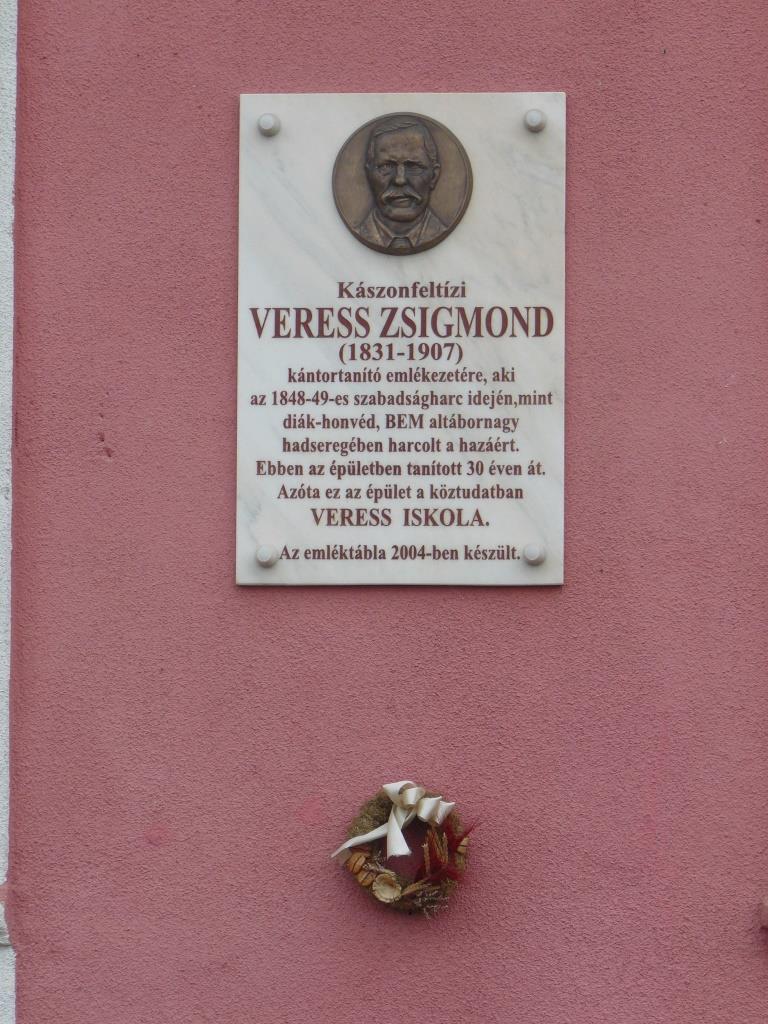 Kászonfeltízi
VERESS ZSIGMOND
(1831-1907)
kántortanító emlékezetére, aki
az 1848-49-es szabadságharc idején,mint
diák-honvéd, BEM altábornagy
hadseregében harcolt a hazáért.
Ebben az épületben tanított 30 éven át.
Azóta ez az épület a köztudatban
VERESS ISKOLA.
Az emléktábla 2004-ben készült.